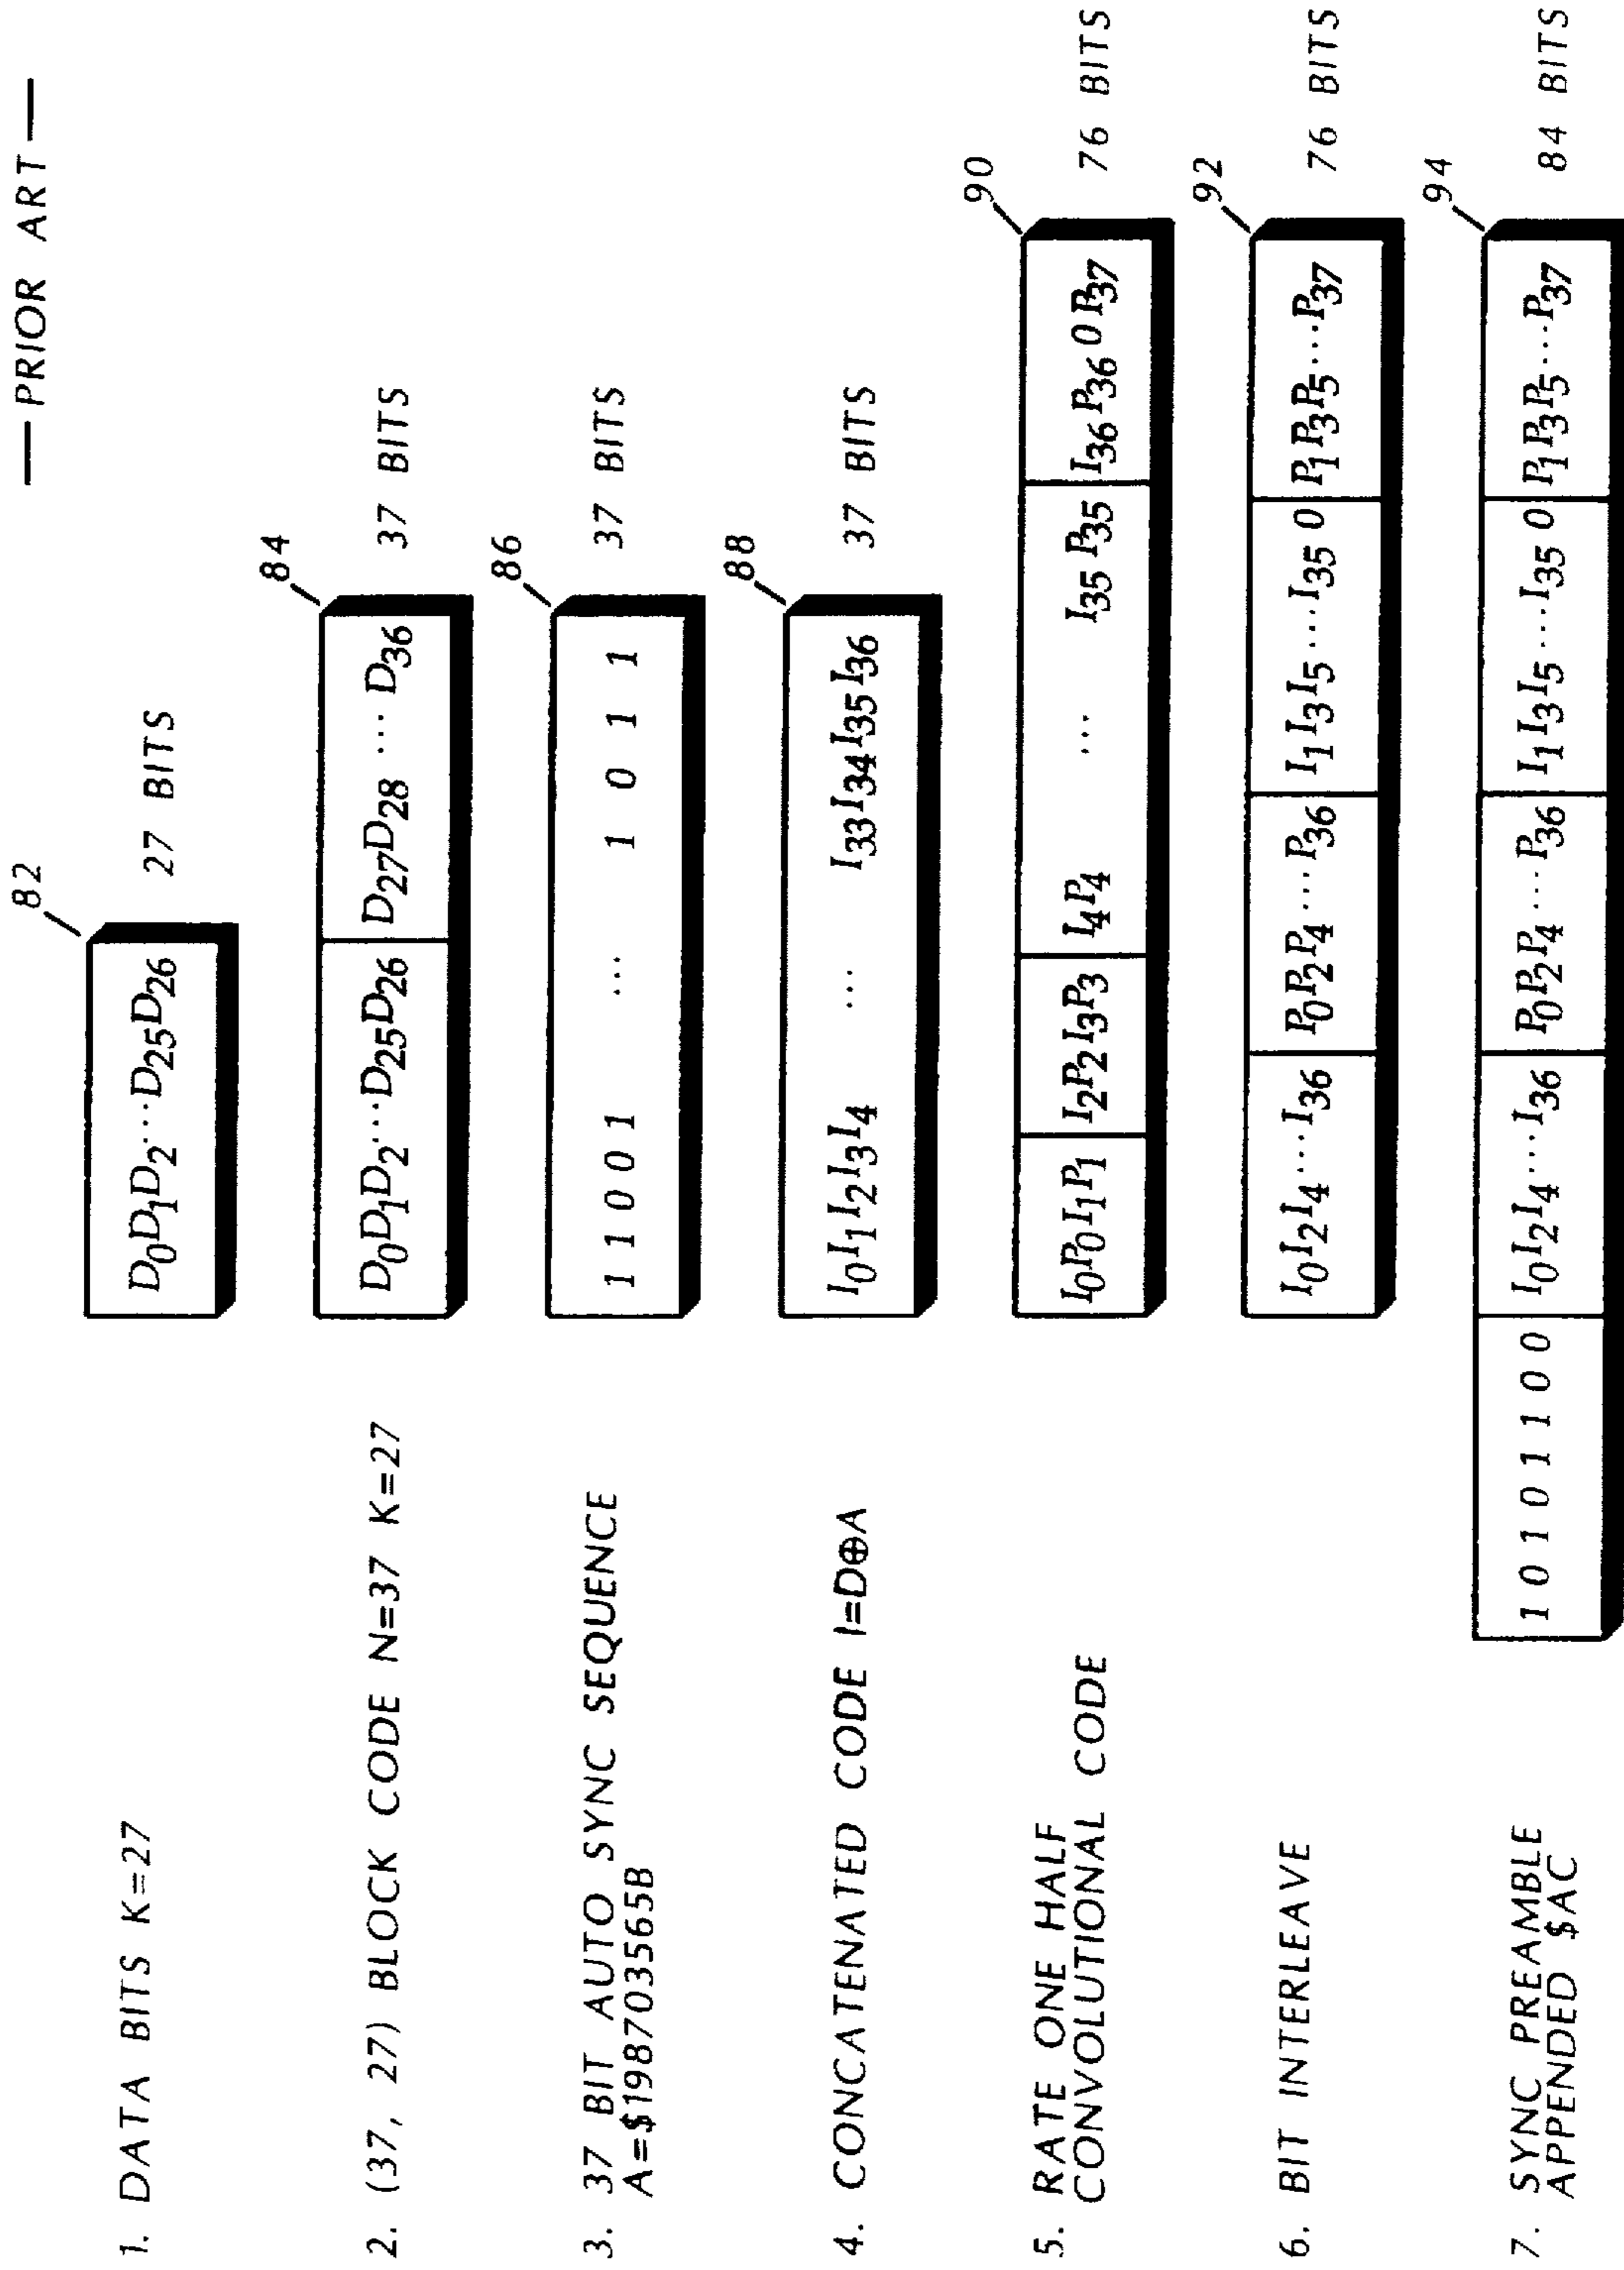 — PRIOR ART —
82
1. DATA BITS K=27
D0D1D2···D25D26
27 BITS
84
2. (37, 27) BLOCK CODE N=37 K=27
D0D1D2···D25D26 D27D28 ··· D36
37 BITS
86
3. 37 BIT AUTO SYNC SEQUENCE
A=$198703565B
1 1 0 0 1 ··· 1 0 1 1
37 BITS
88
4. CONCATENATED CODE I=D⊕A
I0I1I2I3I4 ··· I33I34I35I36
37 BITS
90
5. RATE ONE HALF
CONVOLUTIONAL CODE
I0P0I1P1 I2P2I3P3 I4P4 ··· I35P35 I36P36 0 P37
76 BITS
92
6. BIT INTERLEAVE
I0I2I4···I36 P0P2P4···P36 I1I3I5···I35 0 P1P3P5···P37
76 BITS
94
7. SYNC PREAMBLE
APPENDED $AC
1 0 1 0 1 1 0 0 I0I2I4···I36 P0P2P4···P36 I1I3I5···I35 0 P1P3P5···P37
84 BITS